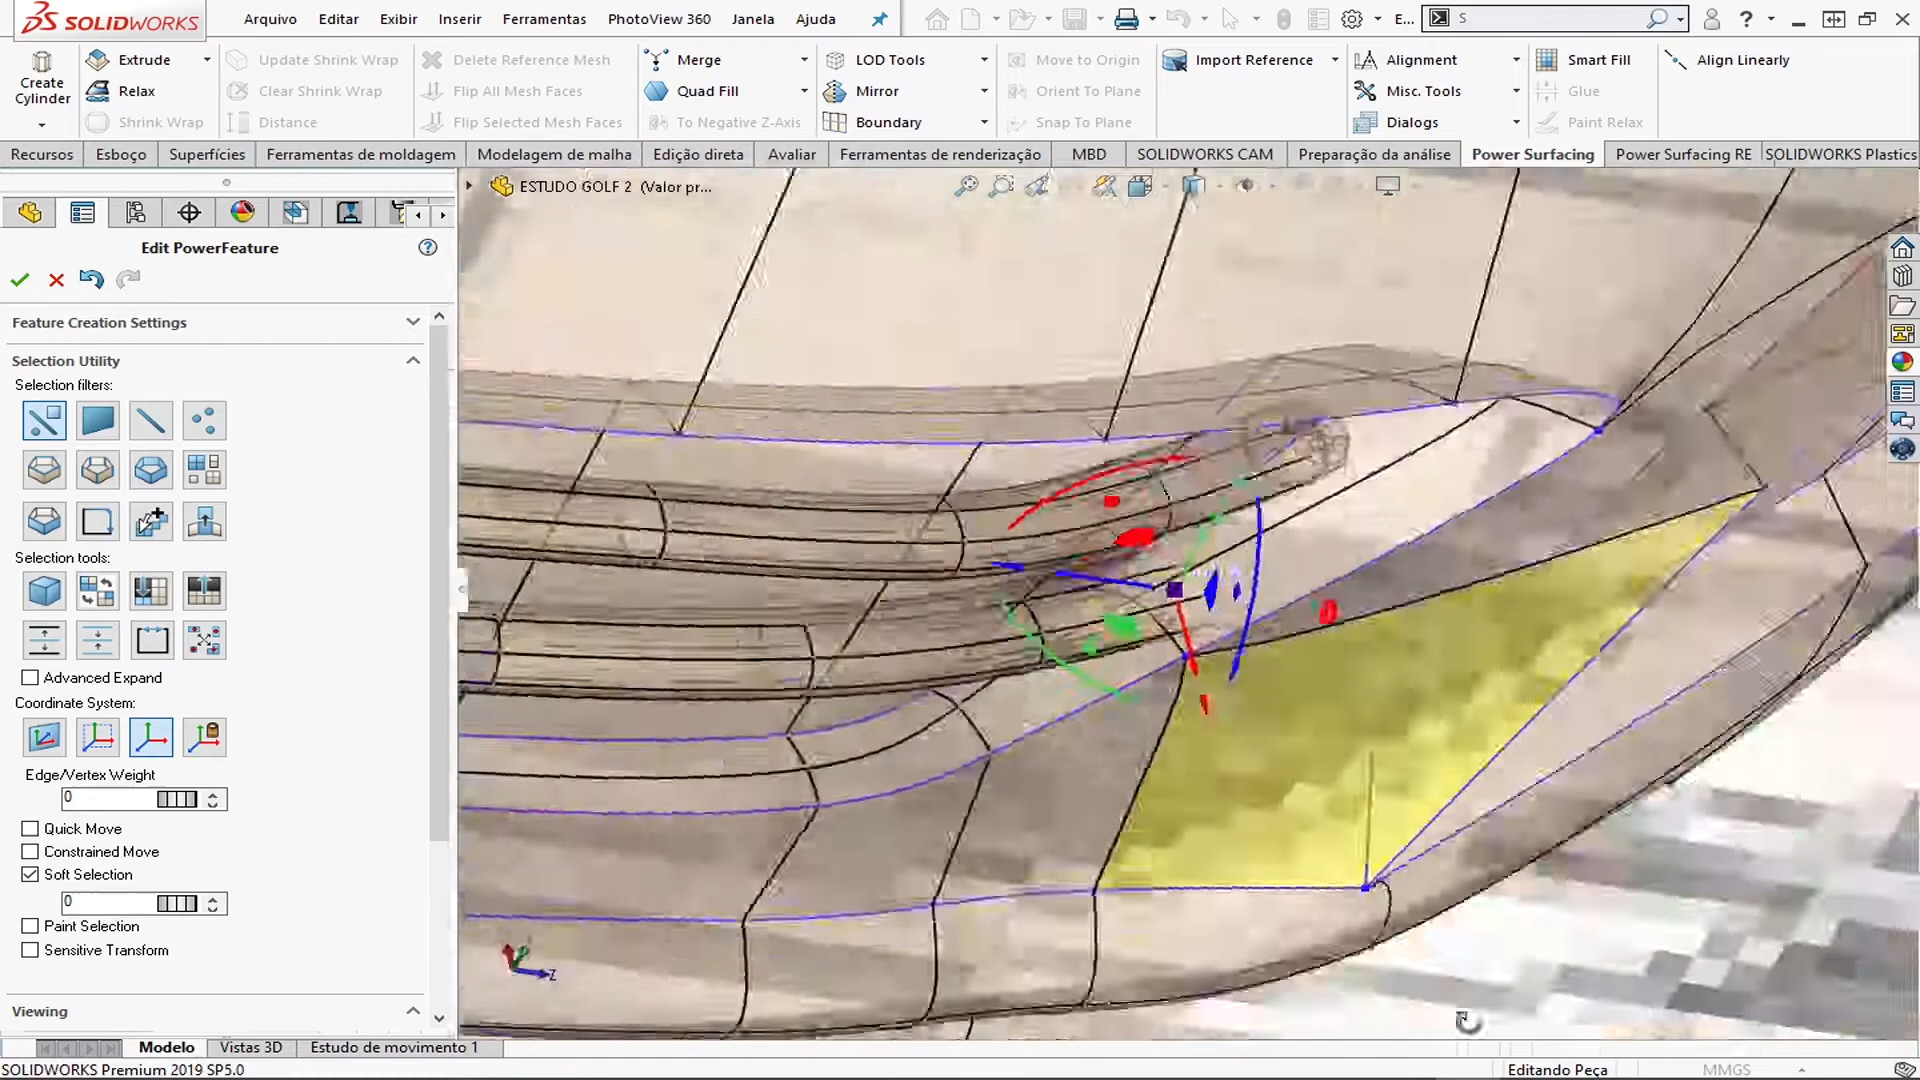 SOLIDWORKS
Arquivo Editar Exibir Inserir Ferramentas PhotoView 360 Janela Ajuda E... S ?
Create Cylinder
Extrude
Relax
Shrink Wrap
Update Shrink Wrap
Clear Shrink Wrap
Distance
Delete Reference Mesh
Flip All Mesh Faces
Flip Selected Mesh Faces
Merge
Quad Fill
To Negative Z-Axis
LOD Tools
Mirror
Boundary
Move to Origin
Orient To Plane
Snap To Plane
Import Reference
Alignment
Misc. Tools
Dialogs
Smart Fill
Glue
Paint Relax
Align Linearly
Recursos Esboço Superfícies Ferramentas de moldagem Modelagem de malha Edição direta Avaliar Ferramentas de renderização MBD SOLIDWORKS CAM Preparação da análise Power Surfacing Power Surfacing RE SOLIDWORKS Plastics
ESTUDO GOLF 2 (Valor pr...
Edit PowerFeature
Feature Creation Settings
Selection Utility
Selection filters:
Selection tools:
Advanced Expand
Coordinate System:
Edge/Vertex Weight
0
Quick Move
Constrained Move
Soft Selection
0
Paint Selection
Sensitive Transform
Viewing
Z
Modelo Vistas 3D Estudo de movimento 1
SOLIDWORKS Premium 2019 SP5.0 Editando Peça MMGS